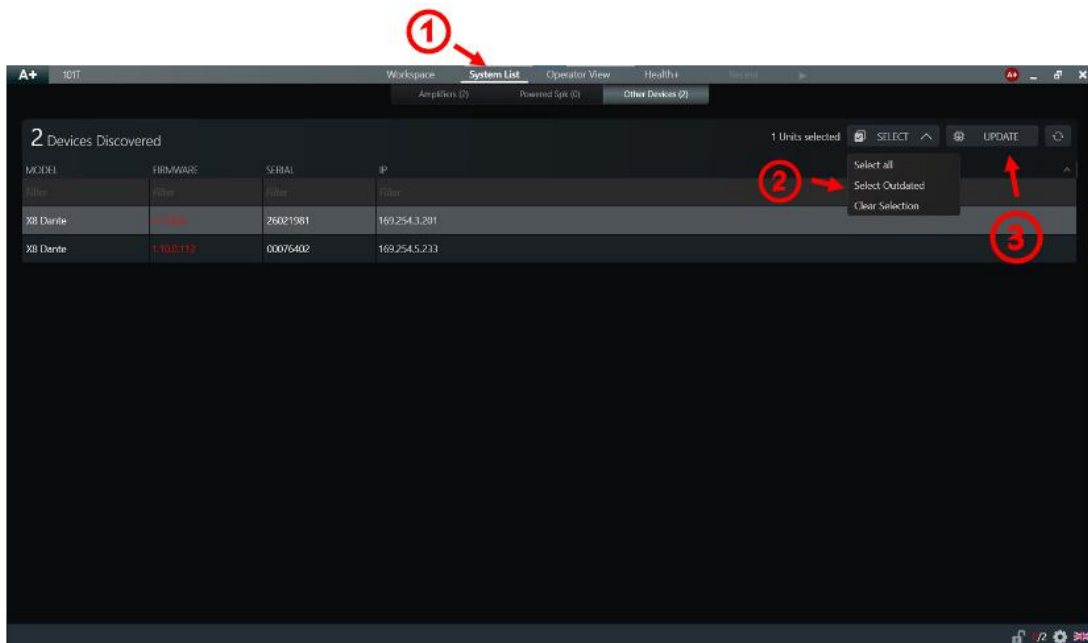 1
A+ 1017 Workspace System List Operator View Health+
Amplifiers (2) Powered Spk (0) Other Devices (2)
2 Devices Discovered 1 Units selected SELECT UPDATE
MODEL FIRMWARE SERIAL IP
Filter Filter Filter Filter
Select all
2 Select Outdated
Clear Selection
3
X8 Dante 26021981 169.254.3.201
X8 Dante 1.10.0.112 00076402 169.254.5.233
/2